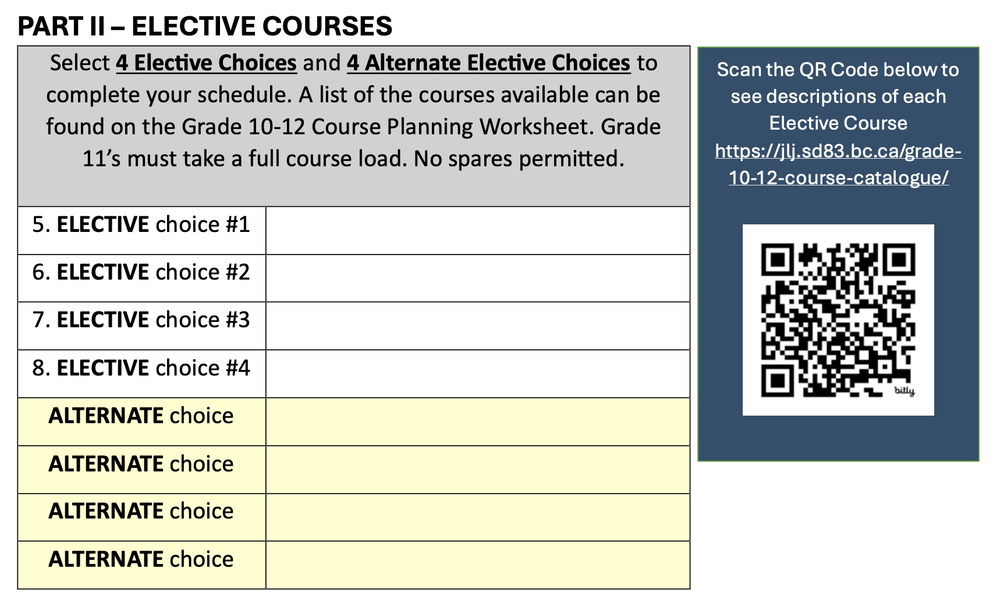 PART II – ELECTIVE COURSES
Select 4 Elective Choices and 4 Alternate Elective Choices to
complete your schedule. A list of the courses available can be
found on the Grade 10-12 Course Planning Worksheet. Grade
11’s must take a full course load. No spares permitted.
5. ELECTIVE choice #1
6. ELECTIVE choice #2
7. ELECTIVE choice #3
8. ELECTIVE choice #4
ALTERNATE choice
ALTERNATE choice
ALTERNATE choice
ALTERNATE choice
Scan the QR Code below to
see descriptions of each
Elective Course
https://jlj.sd83.bc.ca/grade-
10-12-course-catalogue/
bitly